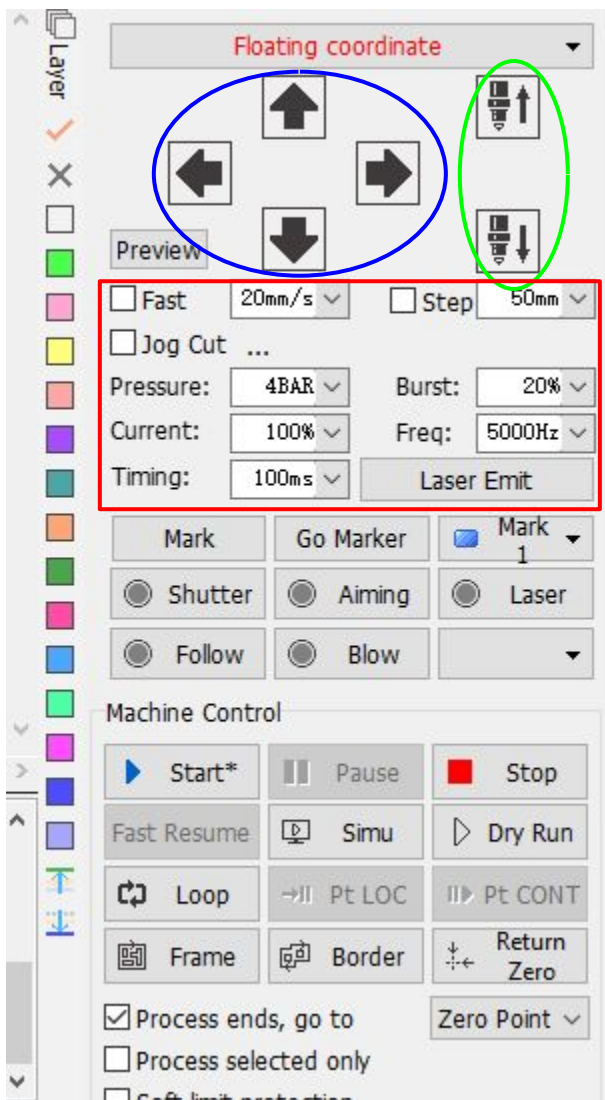 Layer
Floating coordinate
Preview
Fast 20mm/s Step 50mm
Jog Cut ...
Pressure: 4BAR Burst: 20%
Current: 100% Freq: 5000Hz
Timing: 100ms Laser Emit
Mark Go Marker Mark 1
Shutter Aiming Laser
Follow Blow
Machine Control
Start* Pause Stop
Fast Resume Simu Dry Run
Loop Pt LOC Pt CONT
Frame Border Return Zero
Process ends, go to Zero Point
Process selected only
Soft limit protection